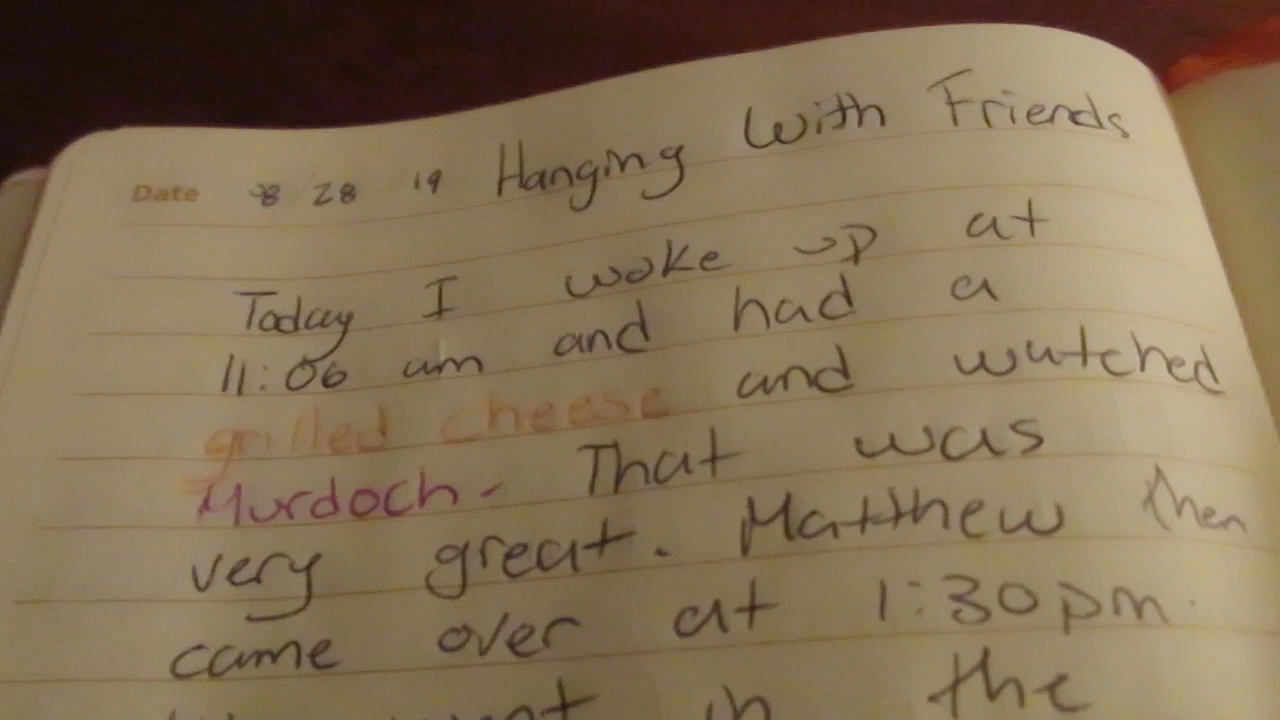 Date 8 28 19 Hanging With Friends
Today I woke up at
11:06 am and had a
grilled cheese and watched
Murdoch. That was
very great. Matthew then
came over at 1:30pm.
in the